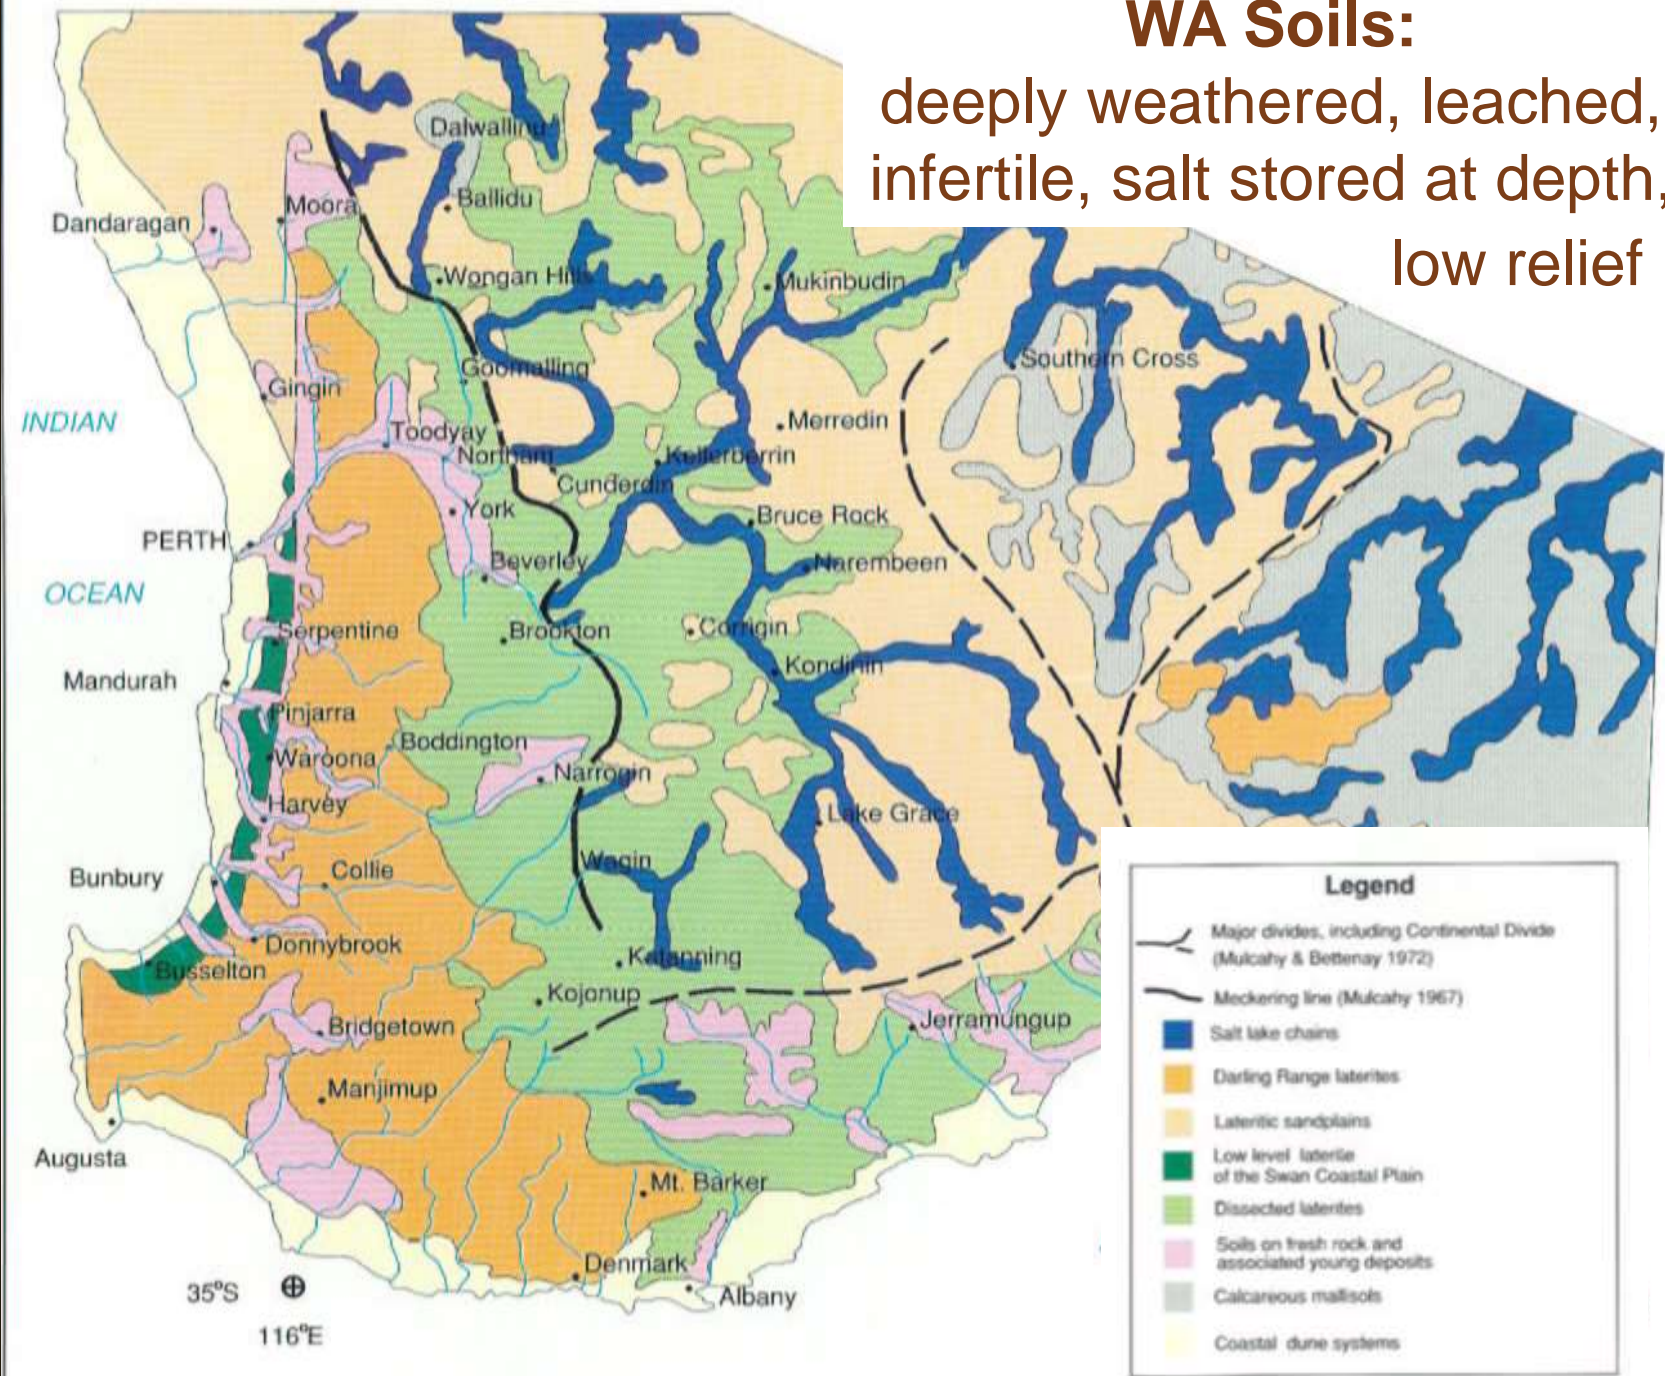 WA Soils:
deeply weathered, leached,
infertile, salt stored at depth,
low relief
Dalwallinu
Ballidu
Moora
Dandaragan
Wongan Hills
Mukinbudin
Southern Cross
Goomalling
Gingin
INDIAN
Merredin
Toodyay
Northam
Kellerberrin
Cunderdin
York
Bruce Rock
PERTH
Beverley
Narembeen
OCEAN
Serpentine
Brookton
Corrigin
Kondinin
Mandurah
Pinjarra
Boddington
Waroona
Narrogin
Harvey
Lake Grace
Wagin
Collie
Bunbury
Donnybrook
Katanning
Busselton
Kojonup
Bridgetown
Jerramungup
Manjimup
Augusta
Mt. Barker
Denmark
35°S
Albany
116°E
Legend
Major divides, including Continental Divide
(Mulcahy & Bettenay 1972)
Meckering line (Mulcahy 1967)
Salt lake chains
Darling Range laterites
Lateritic sandplains
Low level laterite
of the Swan Coastal Plain
Dissected laterites
Soils on fresh rock and
associated young deposits
Calcareous mallisols
Coastal dune systems